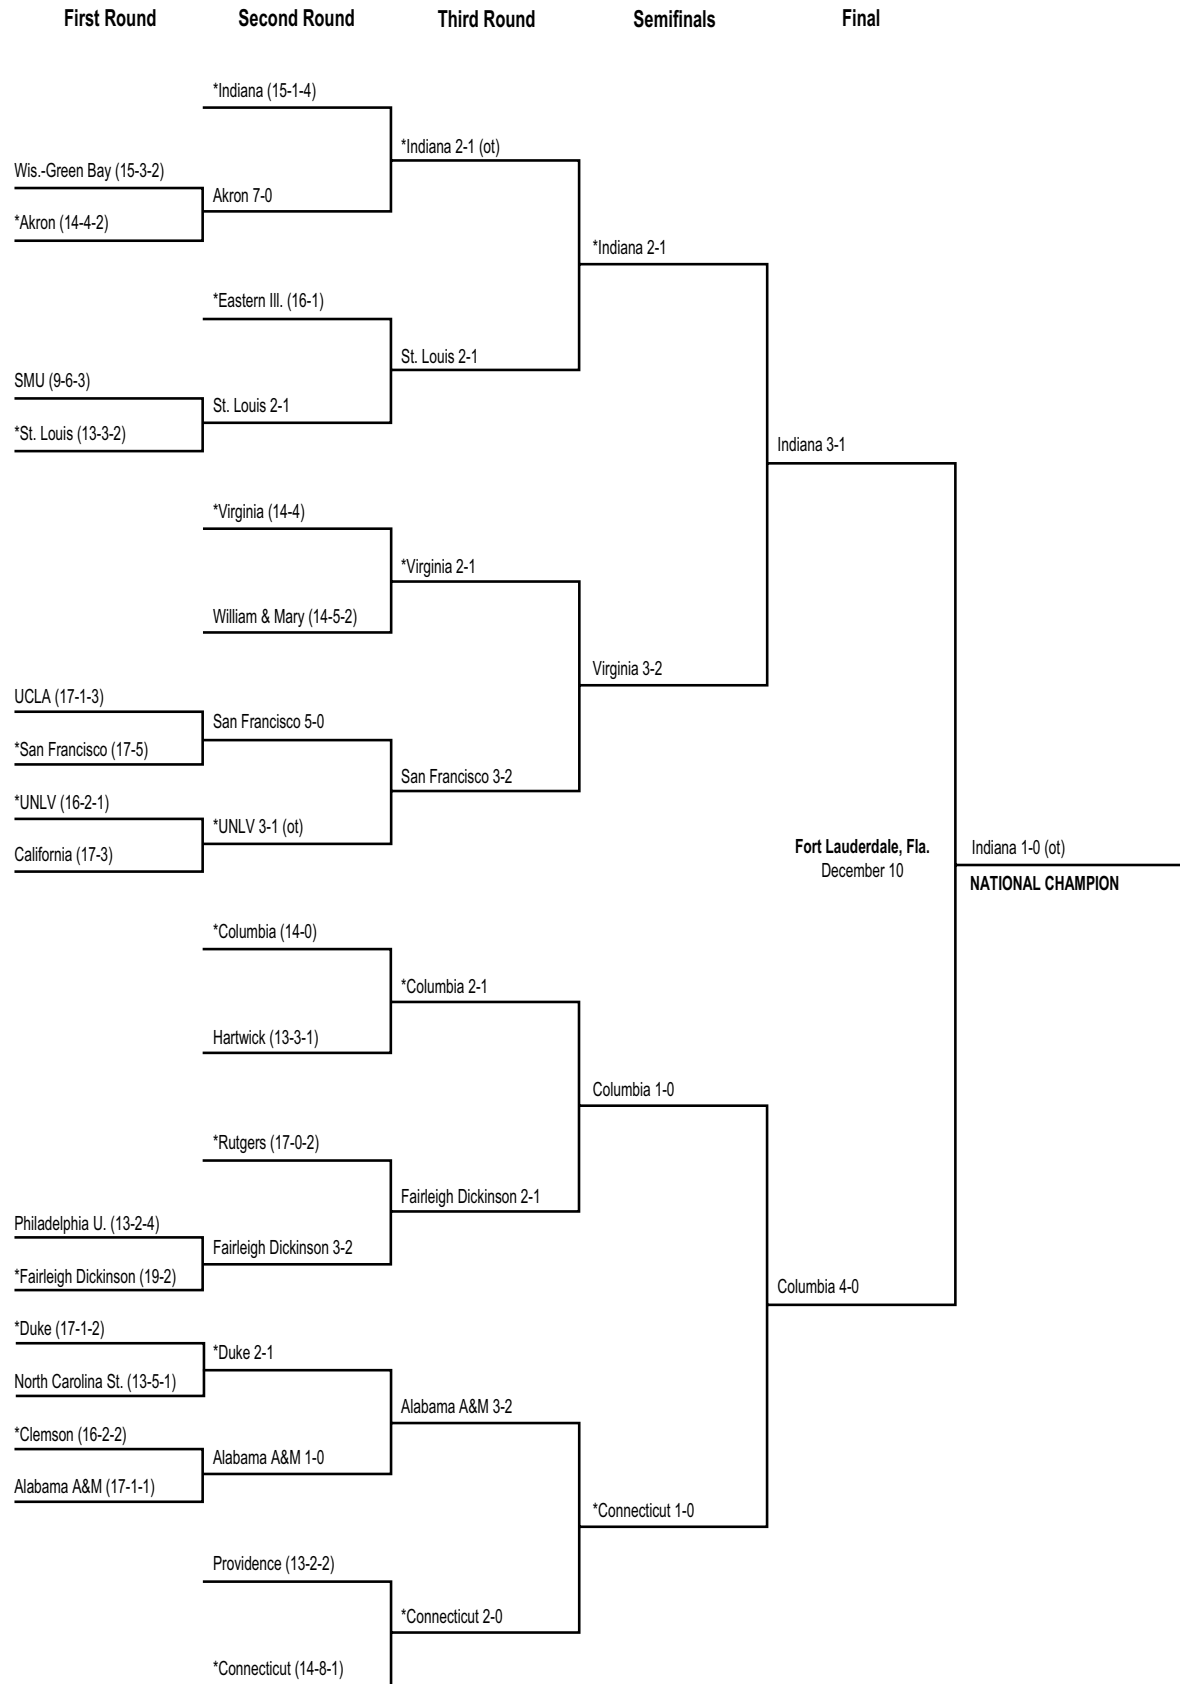 First Round
Second Round
Third Round
Semifinals
Final
*Indiana (15-1-4)
*Indiana 2-1 (ot)
Wis.-Green Bay (15-3-2)
Akron 7-0
*Akron (14-4-2)
*Indiana 2-1
*Eastern Ill. (16-1)
St. Louis 2-1
SMU (9-6-3)
St. Louis 2-1
*St. Louis (13-3-2)
Indiana 3-1
*Virginia (14-4)
*Virginia 2-1
William & Mary (14-5-2)
Virginia 3-2
UCLA (17-1-3)
San Francisco 5-0
*San Francisco (17-5)
San Francisco 3-2
*UNLV (16-2-1)
*UNLV 3-1 (ot)
California (17-3)
Fort Lauderdale, Fla.
December 10
Indiana 1-0 (ot)
NATIONAL CHAMPION
*Columbia (14-0)
*Columbia 2-1
Hartwick (13-3-1)
Columbia 1-0
*Rutgers (17-0-2)
Fairleigh Dickinson 2-1
Philadelphia U. (13-2-4)
Fairleigh Dickinson 3-2
*Fairleigh Dickinson (19-2)
Columbia 4-0
*Duke (17-1-2)
*Duke 2-1
North Carolina St. (13-5-1)
Alabama A&M 3-2
*Clemson (16-2-2)
Alabama A&M 1-0
Alabama A&M (17-1-1)
*Connecticut 1-0
Providence (13-2-2)
*Connecticut 2-0
*Connecticut (14-8-1)